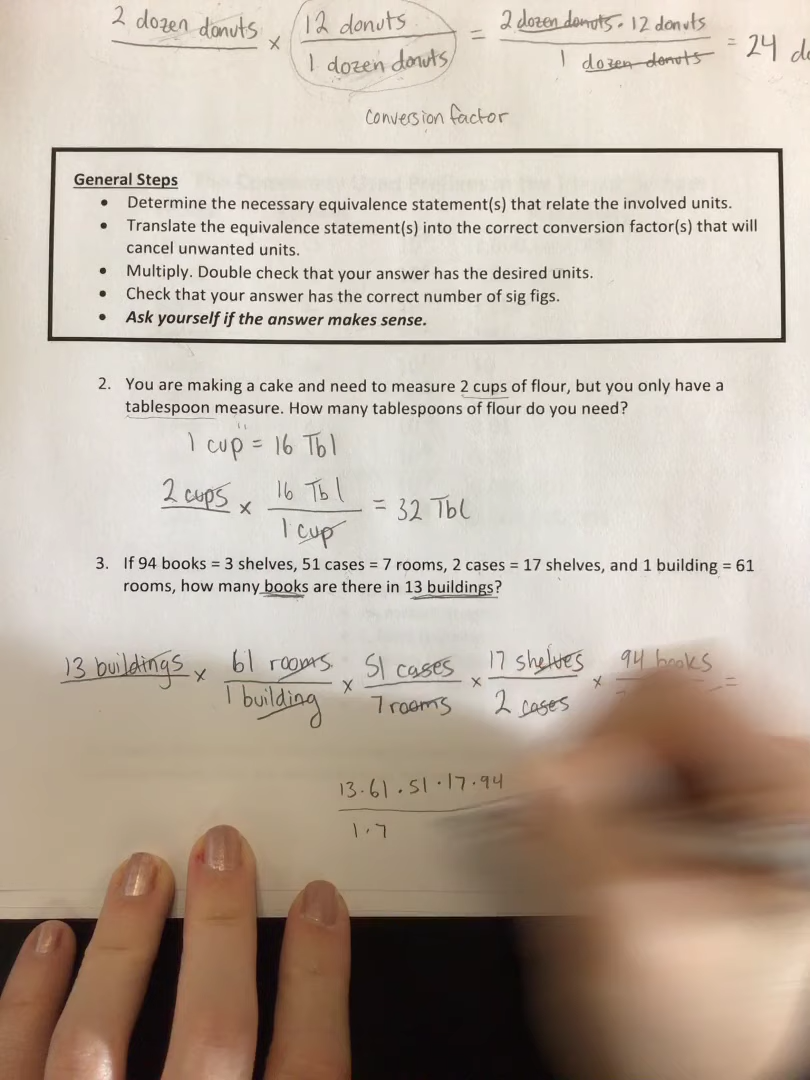 2 dozen donuts × 12 donuts / 1 dozen donuts = 2 dozen donuts · 12 donuts / 1 dozen donuts = 24
conversion factor
General Steps
• Determine the necessary equivalence statement(s) that relate the involved units.
• Translate the equivalence statement(s) into the correct conversion factor(s) that will
cancel unwanted units.
• Multiply. Double check that your answer has the desired units.
• Check that your answer has the correct number of sig figs.
• Ask yourself if the answer makes sense.
2. You are making a cake and need to measure 2 cups of flour, but you only have a
tablespoon measure. How many tablespoons of flour do you need?
1 cup = 16 Tbl
2 cups × 16 Tbl / 1 cup = 32 Tbl
3. If 94 books = 3 shelves, 51 cases = 7 rooms, 2 cases = 17 shelves, and 1 building = 61
rooms, how many books are there in 13 buildings?
13 buildings × 61 rooms / 1 building × 51 cases / 7 rooms × 17 shelves / 2 cases × 94 books =
13·61·51·17·94
1·7